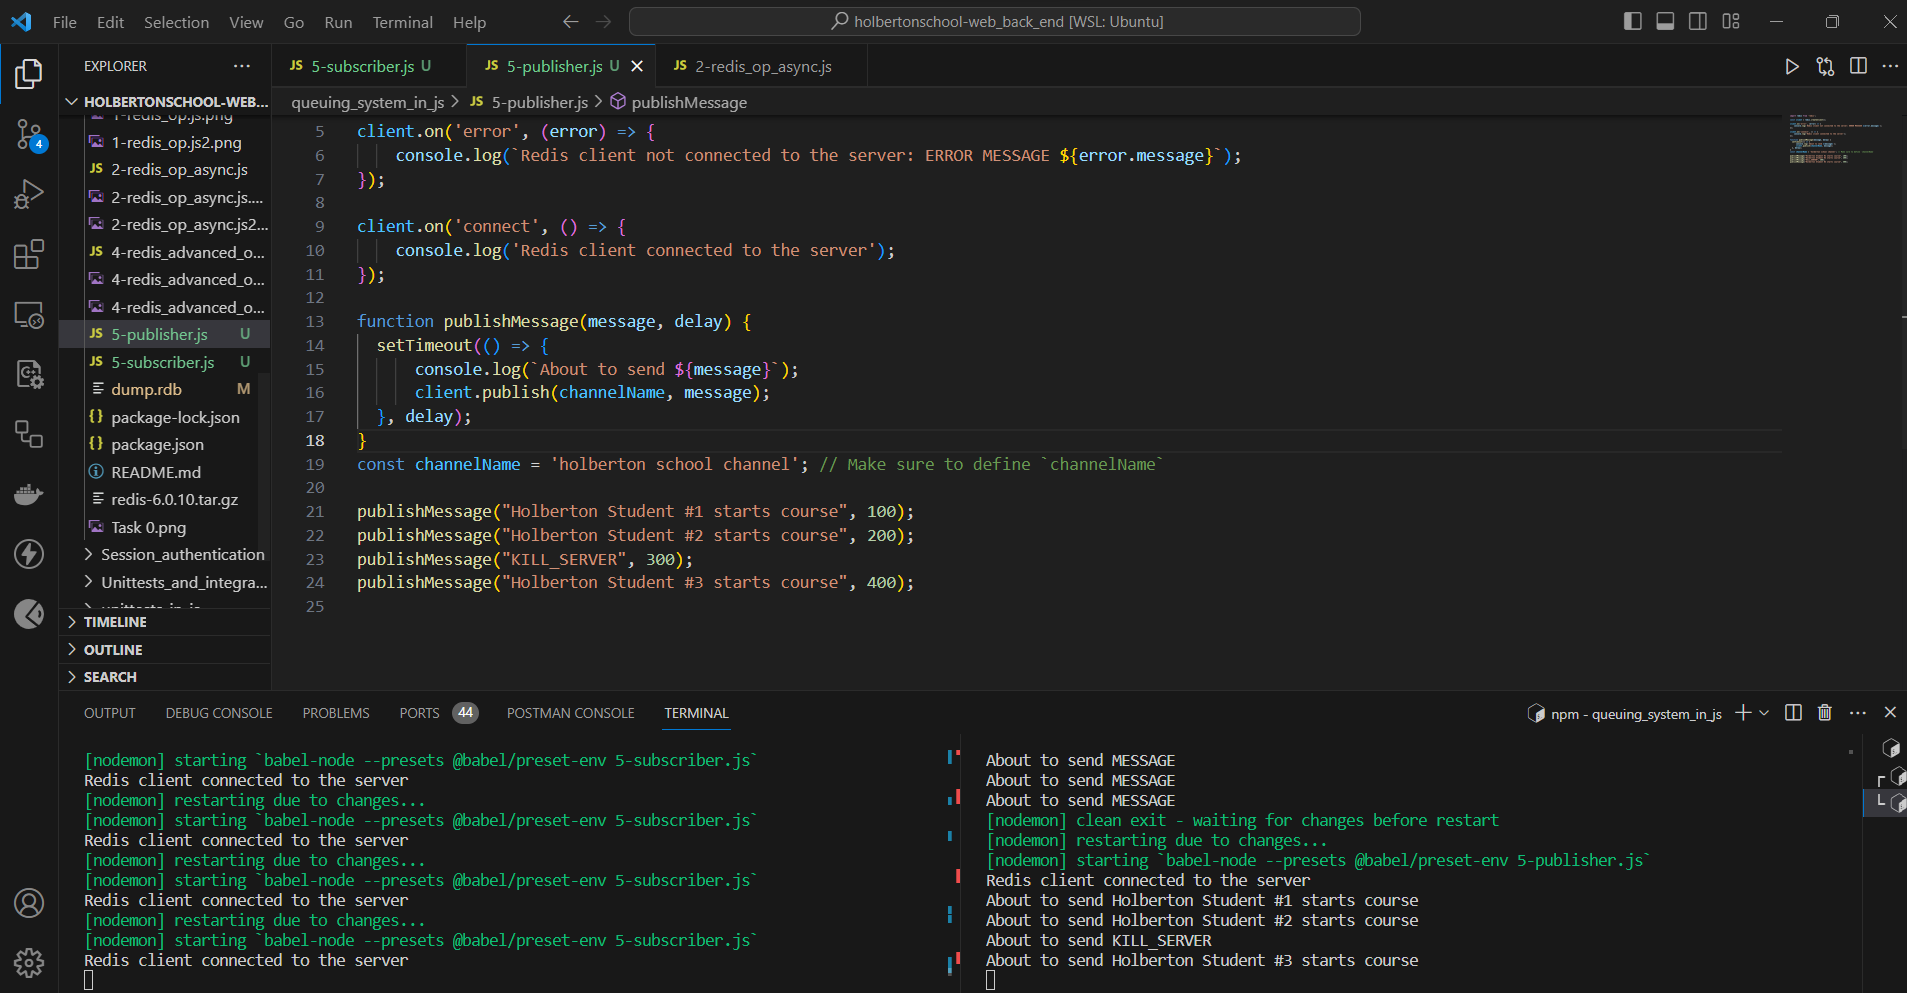 File Edit Selection View Go Run Terminal Help
holbertonschool-web_back_end [WSL: Ubuntu]
EXPLORER
JS 5-subscriber.js U
JS 5-publisher.js U
JS 2-redis_op_async.js
HOLBERTONSCHOOL-WEB...
queuing_system_in_js > JS 5-publisher.js > publishMessage
4
1-redis_op.js.png
1-redis_op.js2.png
JS 2-redis_op_async.js
2-redis_op_async.js....
2-redis_op_async.js2...
JS 4-redis_advanced_o...
4-redis_advanced_o...
4-redis_advanced_o...
JS 5-publisher.js U
JS 5-subscriber.js U
dump.rdb M
{} package-lock.json
{} package.json
README.md
redis-6.0.10.tar.gz
Task 0.png
> Session_authentication
> Unittests_and_integra...
> unittests_in_js
> TIMELINE
> OUTLINE
> SEARCH
5 client.on('error', (error) => {
6 console.log(`Redis client not connected to the server: ERROR MESSAGE ${error.message}`);
7 });
8
9 client.on('connect', () => {
10 console.log('Redis client connected to the server');
11 });
12
13 function publishMessage(message, delay) {
14 setTimeout(() => {
15 console.log(`About to send ${message}`);
16 client.publish(channelName, message);
17 }, delay);
18 }
19 const channelName = 'holberton school channel'; // Make sure to define `channelName`
20
21 publishMessage("Holberton Student #1 starts course", 100);
22 publishMessage("Holberton Student #2 starts course", 200);
23 publishMessage("KILL_SERVER", 300);
24 publishMessage("Holberton Student #3 starts course", 400);
25
OUTPUT DEBUG CONSOLE PROBLEMS PORTS 44 POSTMAN CONSOLE TERMINAL
npm - queuing_system_in_js
[nodemon] starting `babel-node --presets @babel/preset-env 5-subscriber.js`
Redis client connected to the server
[nodemon] restarting due to changes...
[nodemon] starting `babel-node --presets @babel/preset-env 5-subscriber.js`
Redis client connected to the server
[nodemon] restarting due to changes...
[nodemon] starting `babel-node --presets @babel/preset-env 5-subscriber.js`
Redis client connected to the server
[nodemon] restarting due to changes...
[nodemon] starting `babel-node --presets @babel/preset-env 5-subscriber.js`
Redis client connected to the server
About to send MESSAGE
About to send MESSAGE
About to send MESSAGE
[nodemon] clean exit - waiting for changes before restart
[nodemon] restarting due to changes...
[nodemon] starting `babel-node --presets @babel/preset-env 5-publisher.js`
Redis client connected to the server
About to send Holberton Student #1 starts course
About to send Holberton Student #2 starts course
About to send KILL_SERVER
About to send Holberton Student #3 starts course